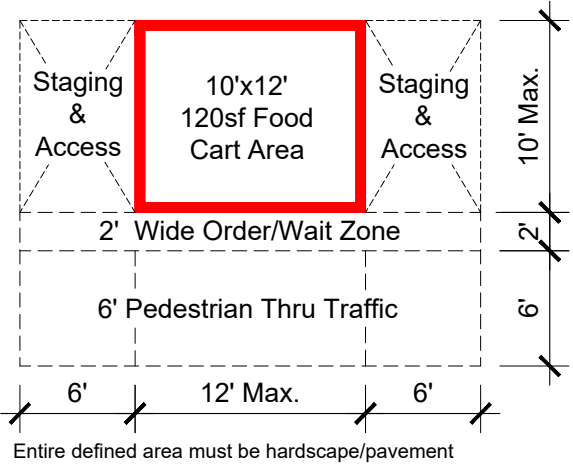 Staging
&
Access
10'x12'
120sf Food
Cart Area
Staging
&
Access
10' Max.
2' Wide Order/Wait Zone
2'
6' Pedestrian Thru Traffic
6'
6'
12' Max.
6'
Entire defined area must be hardscape/pavement